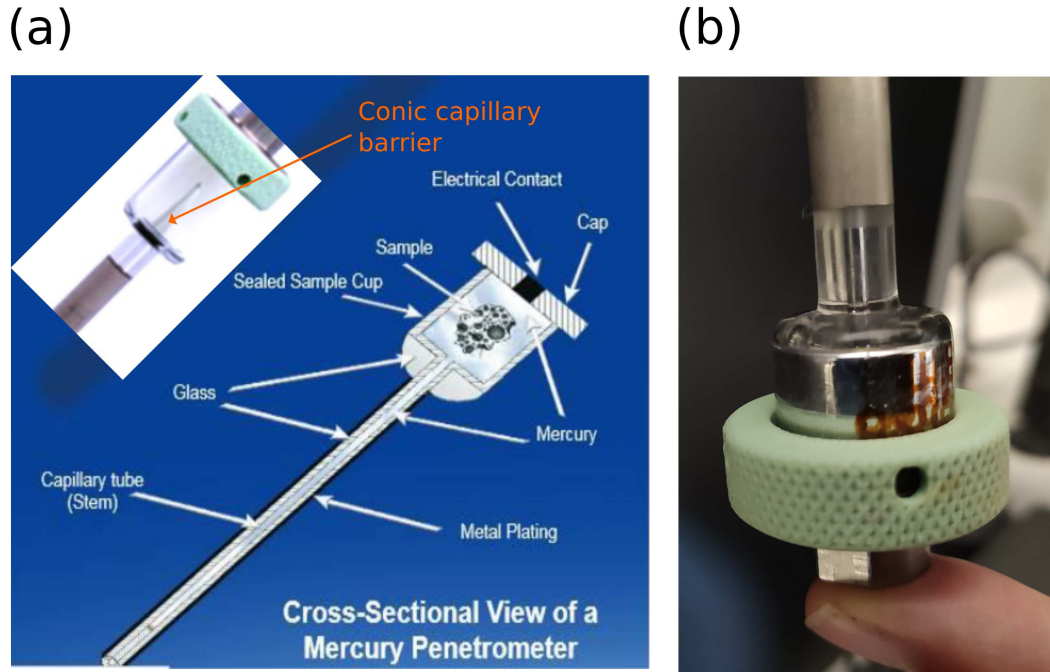 (a)
(b)
Conic capillary
barrier
Electrical Contact
Cap
Sample
Sealed Sample Cup
Glass
Mercury
Capillary tube
(Stem)
Metal Plating
Cross-Sectional View of a
Mercury Penetrometer